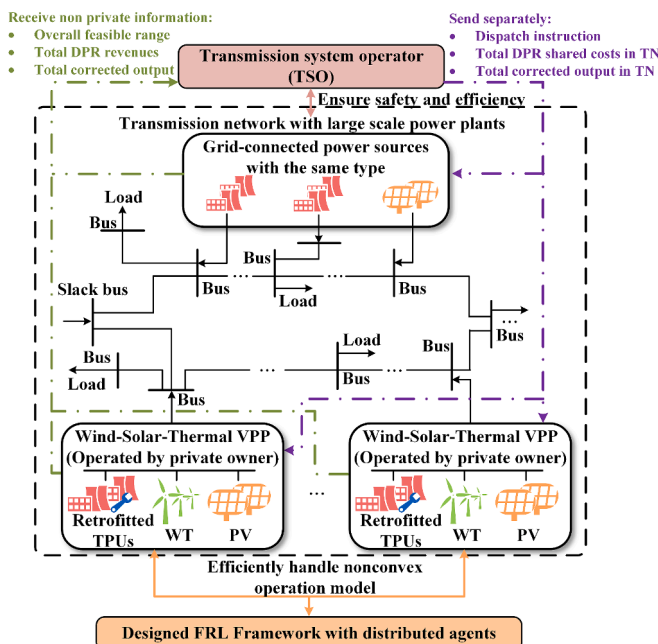 Receive non private information:
• Overall feasible range
• Total DPR revenues
• Total corrected output
Send separately:
• Dispatch instruction
• Total DPR shared costs in TN
• Total corrected output in TN
Transmission system operator
(TSO)
Ensure safety and efficiency
Transmission network with large scale power plants
Grid-connected power sources
with the same type
Load
Bus
Bus
...
Load
Bus
...
Bus
Slack bus
...
Bus
Bus
Load
Bus
...
Load
Bus
...
Bus
Wind-Solar-Thermal VPP
(Operated by private owner)
Retrofitted
TPUs
WT
PV
...
Wind-Solar-Thermal VPP
(Operated by private owner)
Retrofitted
TPUs
WT
PV
Efficiently handle nonconvex
operation model
Designed FRL Framework with distributed agents